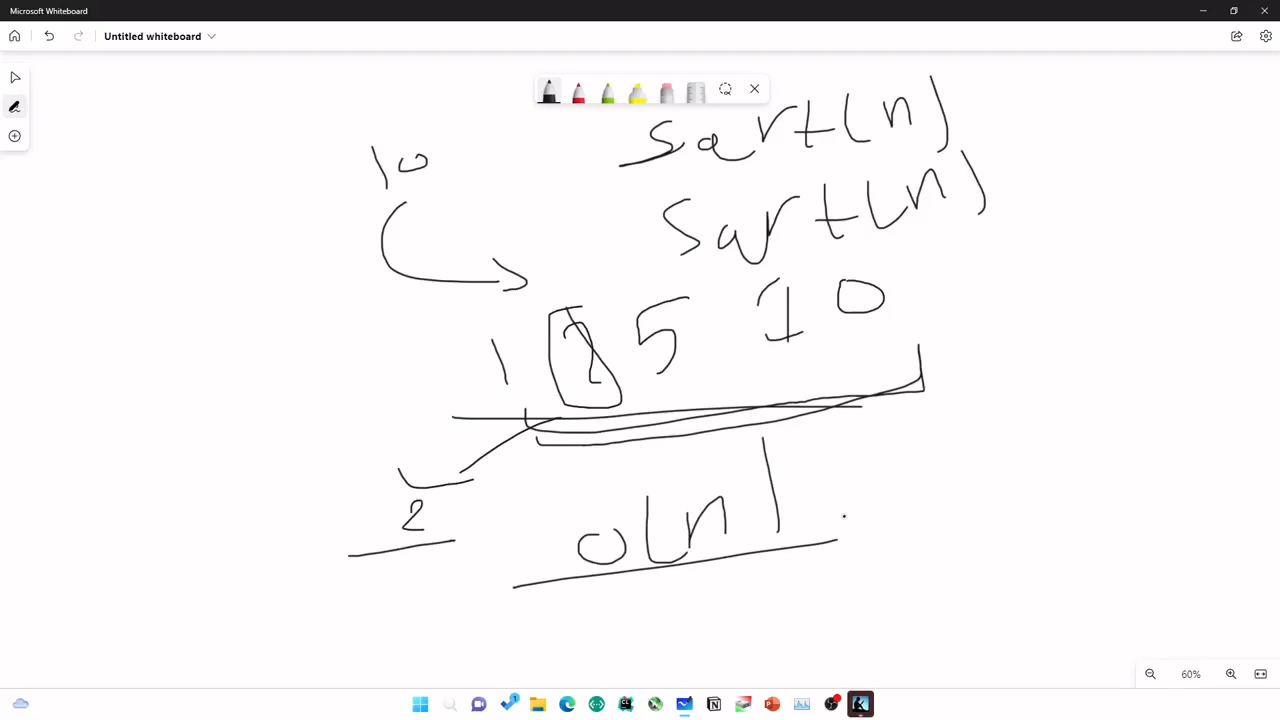 Microsoft Whiteboard
Untitled whiteboard
sqrt(n)
10
sqrt(n)
1 2 5 10
2
o(n)
60%